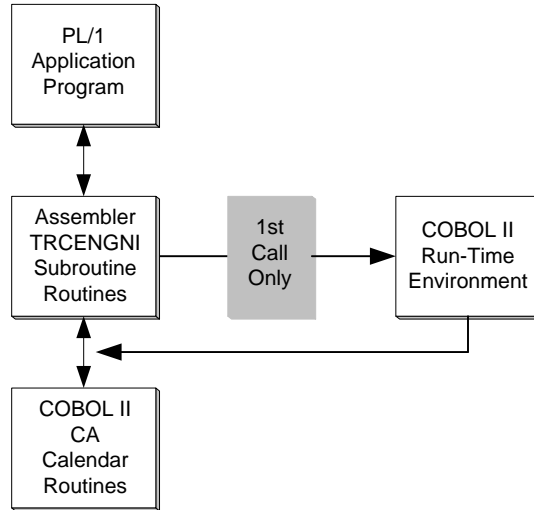 PL/1
Application
Program
Assembler
TRCENGNI
Subroutine
Routines
1st
Call
Only
COBOL II
Run-Time
Environment
COBOL II
CA
Calendar
Routines